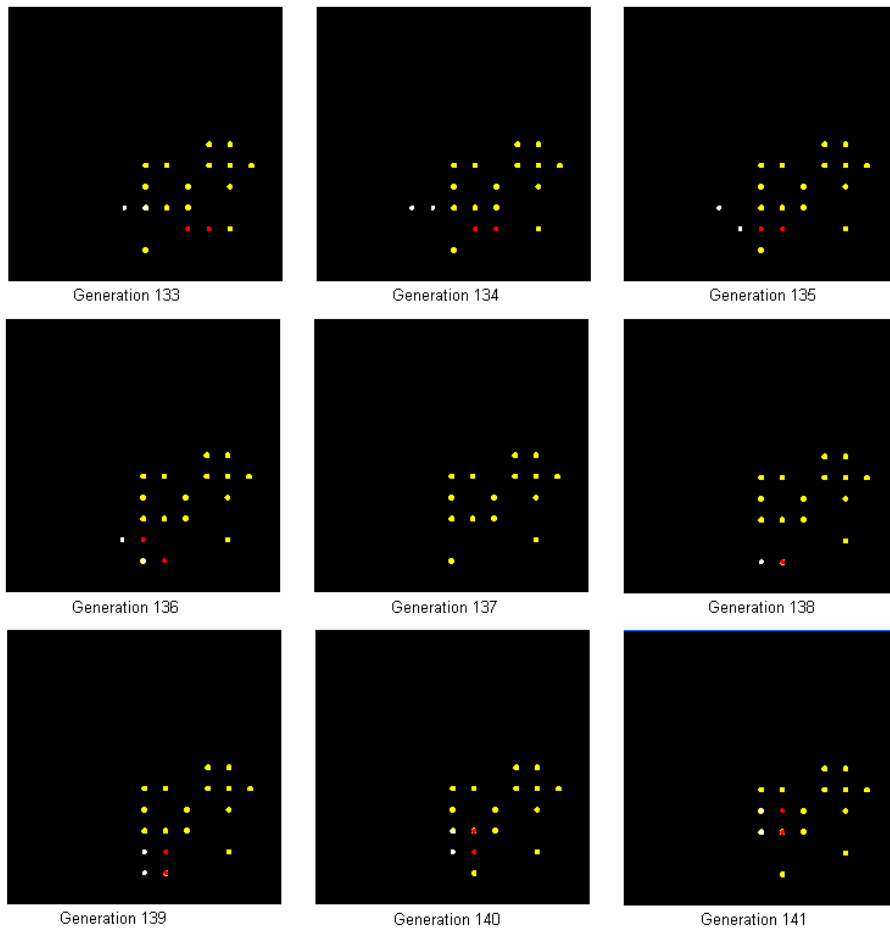 Generation 133
Generation 134
Generation 135
Generation 136
Generation 137
Generation 138
Generation 139
Generation 140
Generation 141